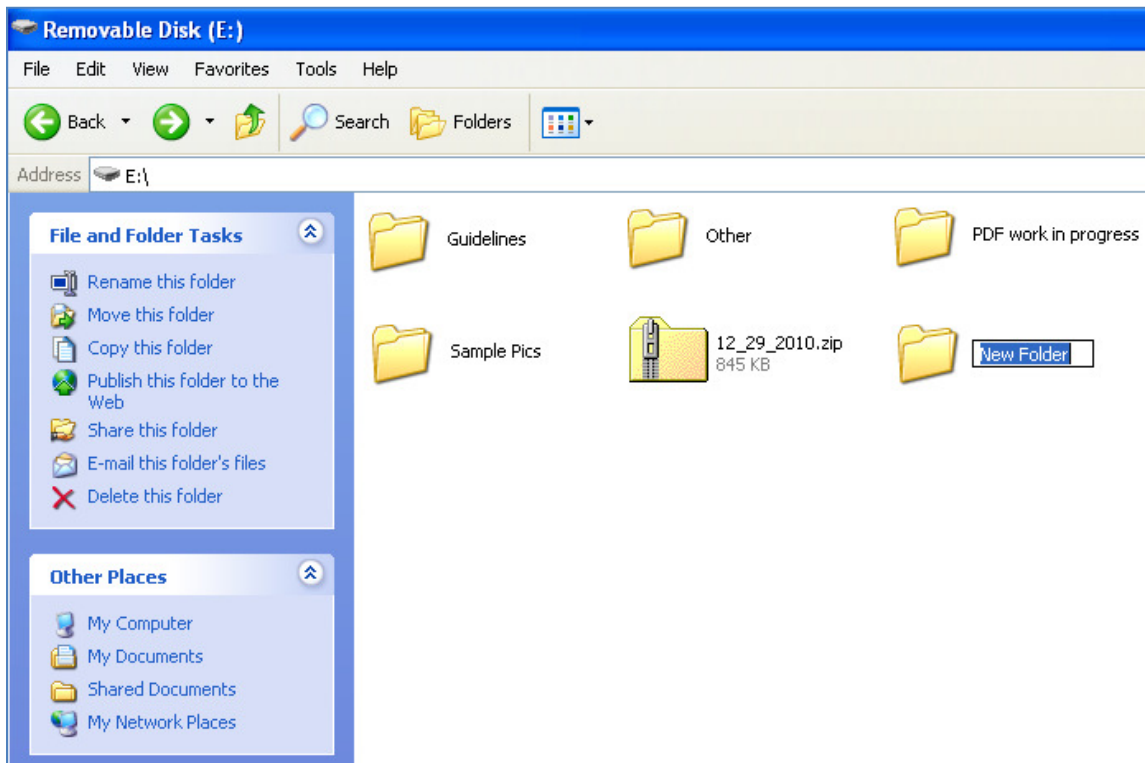 Removable Disk (E:)
File Edit View Favorites Tools Help
Back Search Folders
Address E:\
File and Folder Tasks
Rename this folder
Move this folder
Copy this folder
Publish this folder to the
Web
Share this folder
E-mail this folder's files
Delete this folder
Other Places
My Computer
My Documents
Shared Documents
My Network Places
Guidelines
Other
PDF work in progress
Sample Pics
12_29_2010.zip
845 KB
New Folder